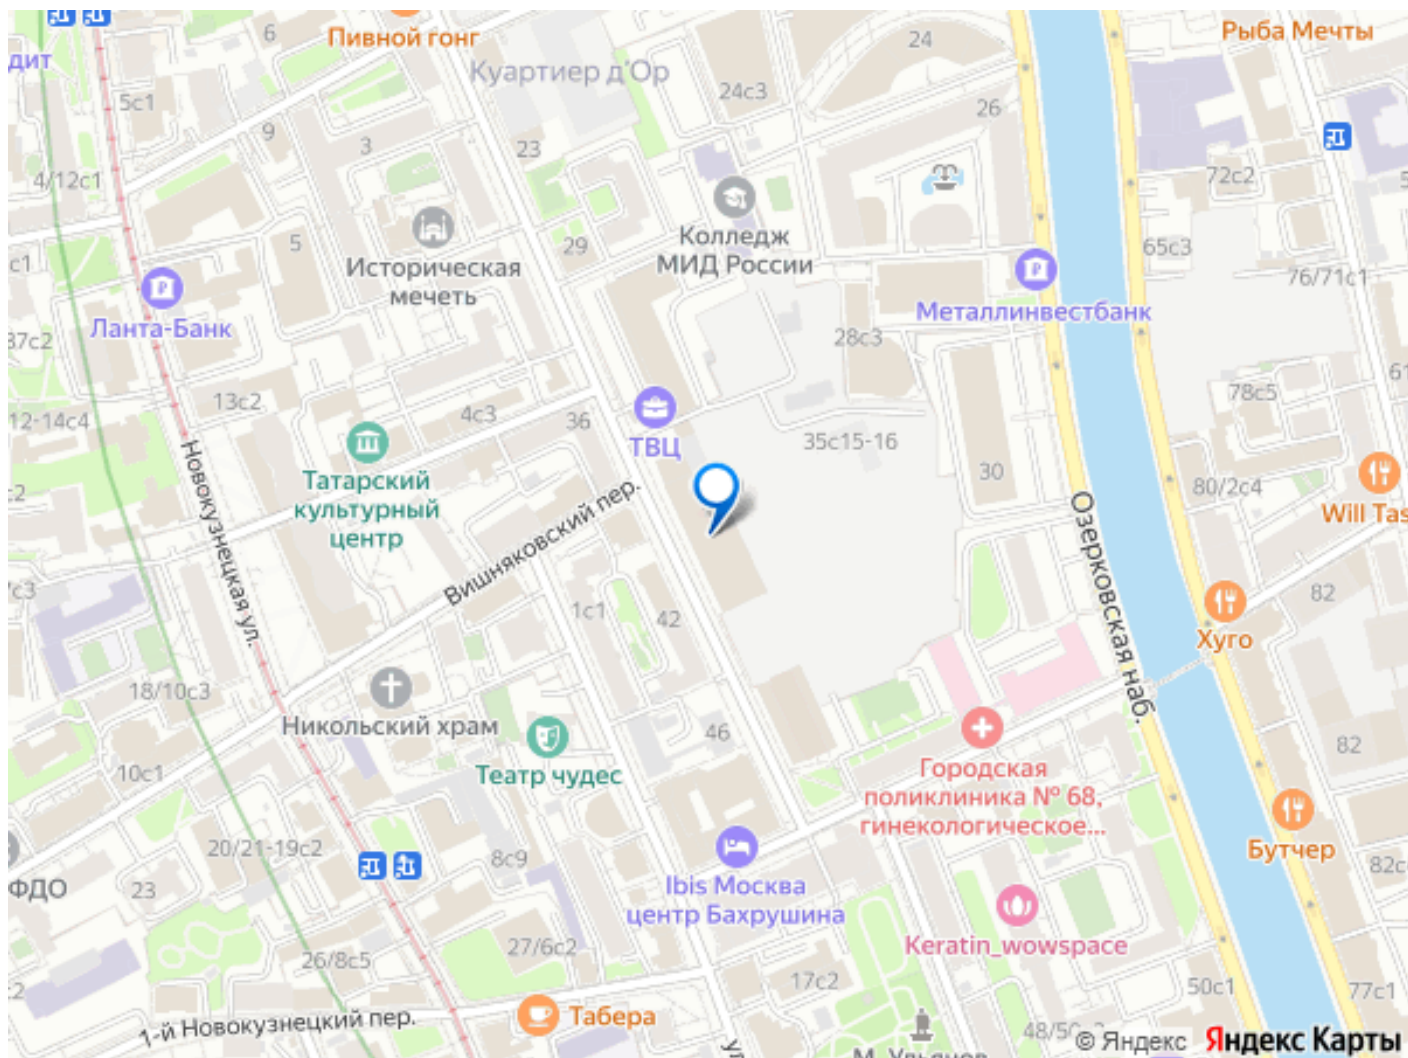 Пивной гонг
Рыба Мечты
6
24
дит
Куартиер д'Ор
24с3
5с1
26
9
3
23
4/12с1
72с2
Колледж
МИД России
29
5
65с3
с1
Историческая
мечеть
76/71с1
Ланта-Банк
Металлинвестбанк
37с2
28с3
61
78с5
13с2
4с3
36
12-14с4
ТВЦ
35с15-16
30
80/2с4
Татарский
культурный
центр
Will Tas
Новокузнецкая ул.
Вишняковский пер.
Озерковская наб.
7с3
1с1
42
82
Хуго
18/10с3
Никольский храм
46
82
10с1
Театр чудес
Городская
поликлиника № 68,
гинекологическое...
20/21-19с2
8с9
Бутчер
ФДО
23
Ibis Москва
центр Бахрушина
82с
Keratin_wowspace
27/6с2
26/8с5
17с2
50с1
77с1
1-й Новокузнецкий пер.
Табера
48/50
© Яндекс Яндекс Карты